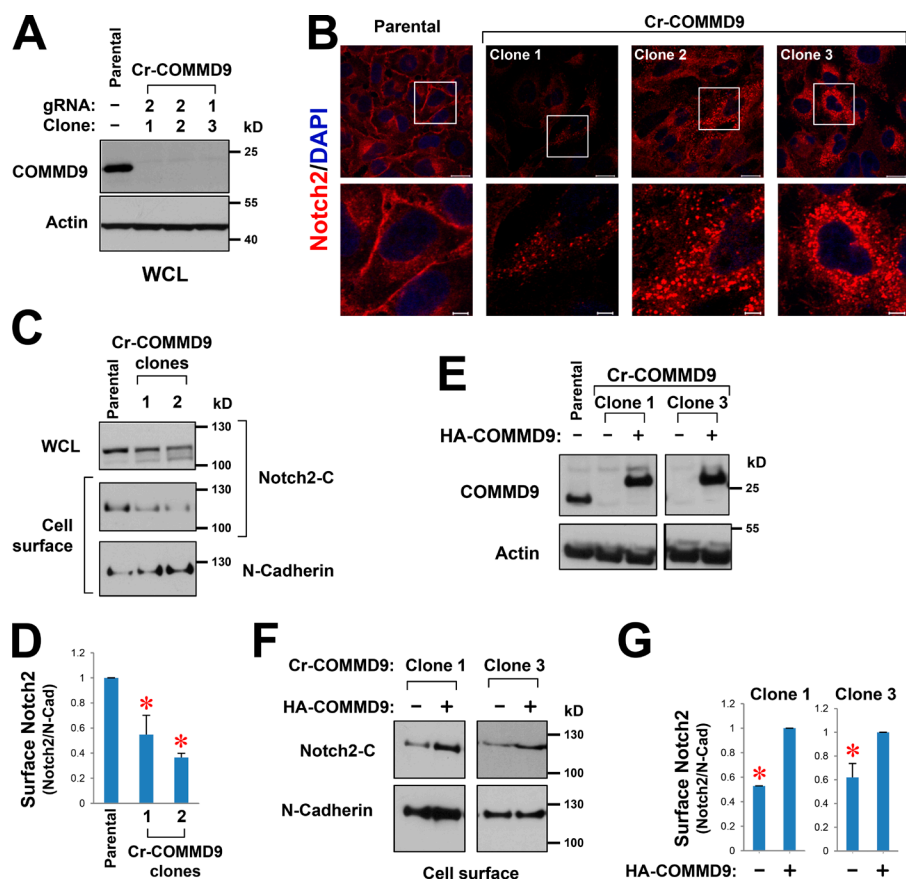 A
Parental
Cr-COMMD9
gRNA: – 2 2 1
Clone: – 1 2 3 kD
COMMD9
25
Actin
55
40
WCL
B
Parental
Cr-COMMD9
Clone 1
Clone 2
Clone 3
Notch2/DAPI
C
Cr-COMMD9
clones
Parental
1 2 kD
WCL
130
100
Cell
surface
130
100
Notch2-C
130
N-Cadherin
D
Surface Notch2
(Notch2/N-Cad)
1.2
1
0.8
0.6
0.4
0.2
0
*
*
Parental
1 2
Cr-COMMD9
clones
E
Parental
Cr-COMMD9
Clone 1
Clone 3
HA-COMMD9: – – + – +
kD
COMMD9
25
55
Actin
F
Cr-COMMD9: Clone 1 Clone 3
HA-COMMD9: – + – + kD
Notch2-C
130
100
N-Cadherin
130
100
Cell surface
G
Clone 1
Clone 3
Surface Notch2
(Notch2/N-Cad)
1.2
1
0.8
0.6
0.4
0.2
0
*
1.2
1
0.8
0.6
0.4
0.2
0
*
HA-COMMD9: – + – +